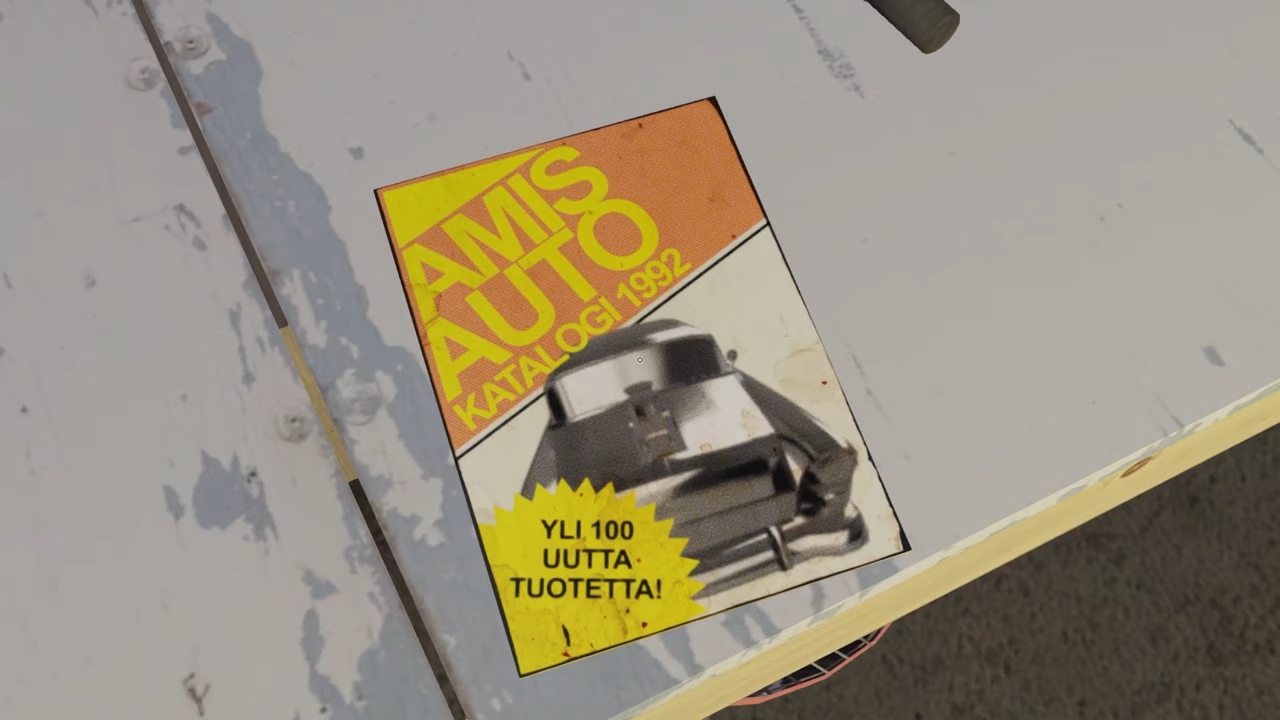 AMIS
AUTO
KATALOGI 1992
YLI 100
UUTTA
TUOTETTA!